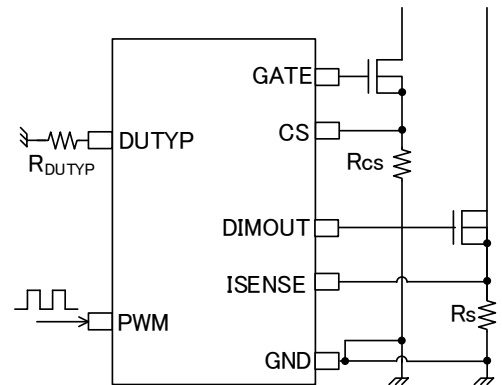 GATE
DUTYP
CS
RDUTYP
Rcs
DIMOUT
ISENSE
Rs
PWM
GND